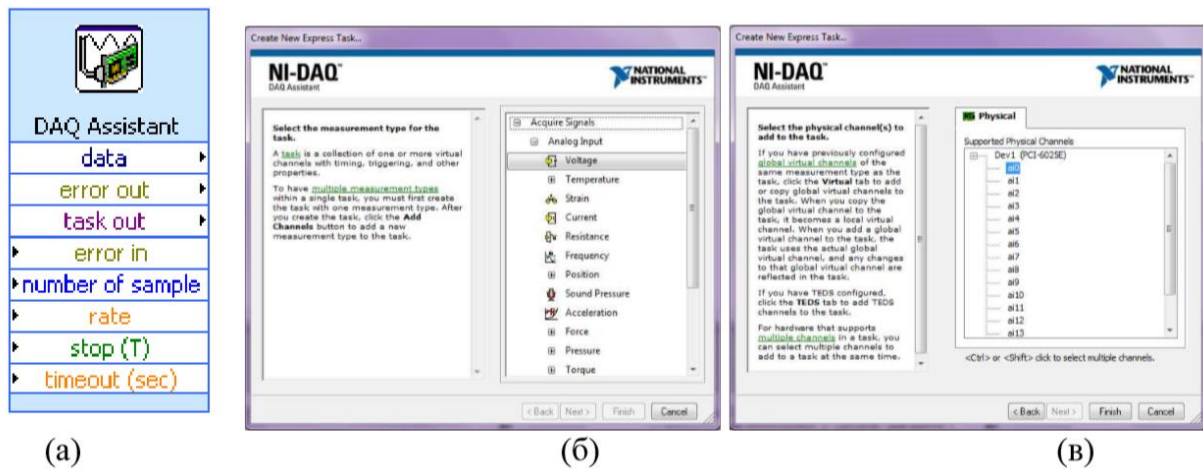 DAQ Assistant
data
error out
task out
error in
number of sample
rate
stop (T)
timeout (sec)
(а)
Create New Express Task...
NI-DAQ™
DAQ Assistant
NATIONAL
INSTRUMENTS™
Select the measurement type for the
task.
A task is a collection of one or more virtual
channels with timing, triggering, and other
properties.
To have multiple measurement types
within a single task, you must first create
the task with one measurement type. After
you create the task, click the Add
Channels button to add a new
measurement type to the task.
Acquire Signals
Analog Input
Voltage
Temperature
Strain
Current
Resistance
Frequency
Position
Sound Pressure
Acceleration
Force
Pressure
Torque
< Back
Next >
Finish
Cancel
(б)
Create New Express Task...
NI-DAQ™
DAQ Assistant
NATIONAL
INSTRUMENTS™
Select the physical channel(s) to
add to the task.
If you have previously configured
global virtual channels of the
same measurement type as the
task, click the Virtual tab to add
or copy global virtual channels to
the task. When you copy the
global virtual channel to the
task, it becomes a local virtual
channel. When you add a global
virtual channel to the task, the
task uses the actual global
virtual channel, and any changes
to that global virtual channel are
reflected in the task.
If you have TEDS configured,
click the TEDS tab to add TEDS
channels to the task.
For hardware that supports
multiple channels in a task, you
can select multiple channels to
add to a task at the same time.
Physical
Supported Physical Channels
Dev1 (PCI-6025E)
ai0
ai1
ai2
ai3
ai4
ai5
ai6
ai7
ai8
ai9
ai10
ai11
ai12
ai13
<Ctrl> or <Shift> click to select multiple channels.
< Back
Next >
Finish
Cancel
(в)